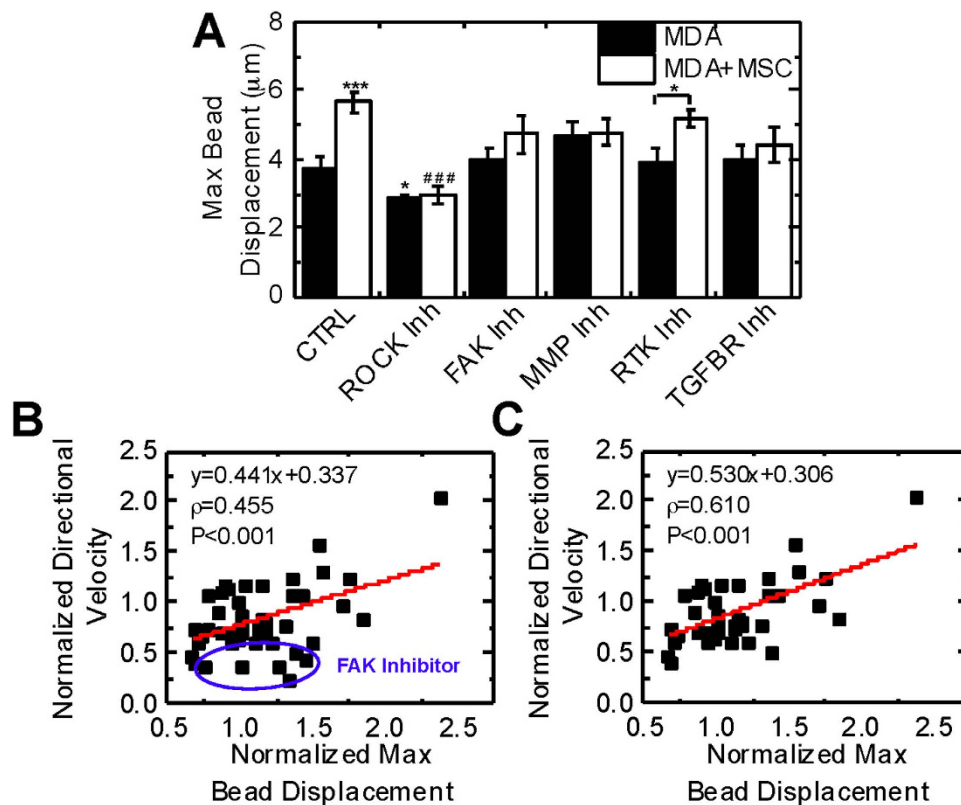 A
Max Bead
Displacement (μm)
8
6
4
2
0
MDA
MDA+MSC
***
*
###
*
CTRL
ROCK Inh
FAK Inh
MMP Inh
RTK Inh
TGFBR Inh
B
Normalized Directional
Velocity
2.5
2.0
1.5
1.0
0.5
0.0
y=0.441x+0.337
ρ=0.455
P<0.001
FAK Inhibitor
0.5 1.0 1.5 2.0 2.5
Normalized Max
Bead Displacement
C
Normalized Directional
Velocity
2.5
2.0
1.5
1.0
0.5
0.0
y=0.530x+0.306
ρ=0.610
P<0.001
0.5 1.0 1.5 2.0 2.5
Normalized Max
Bead Displacement